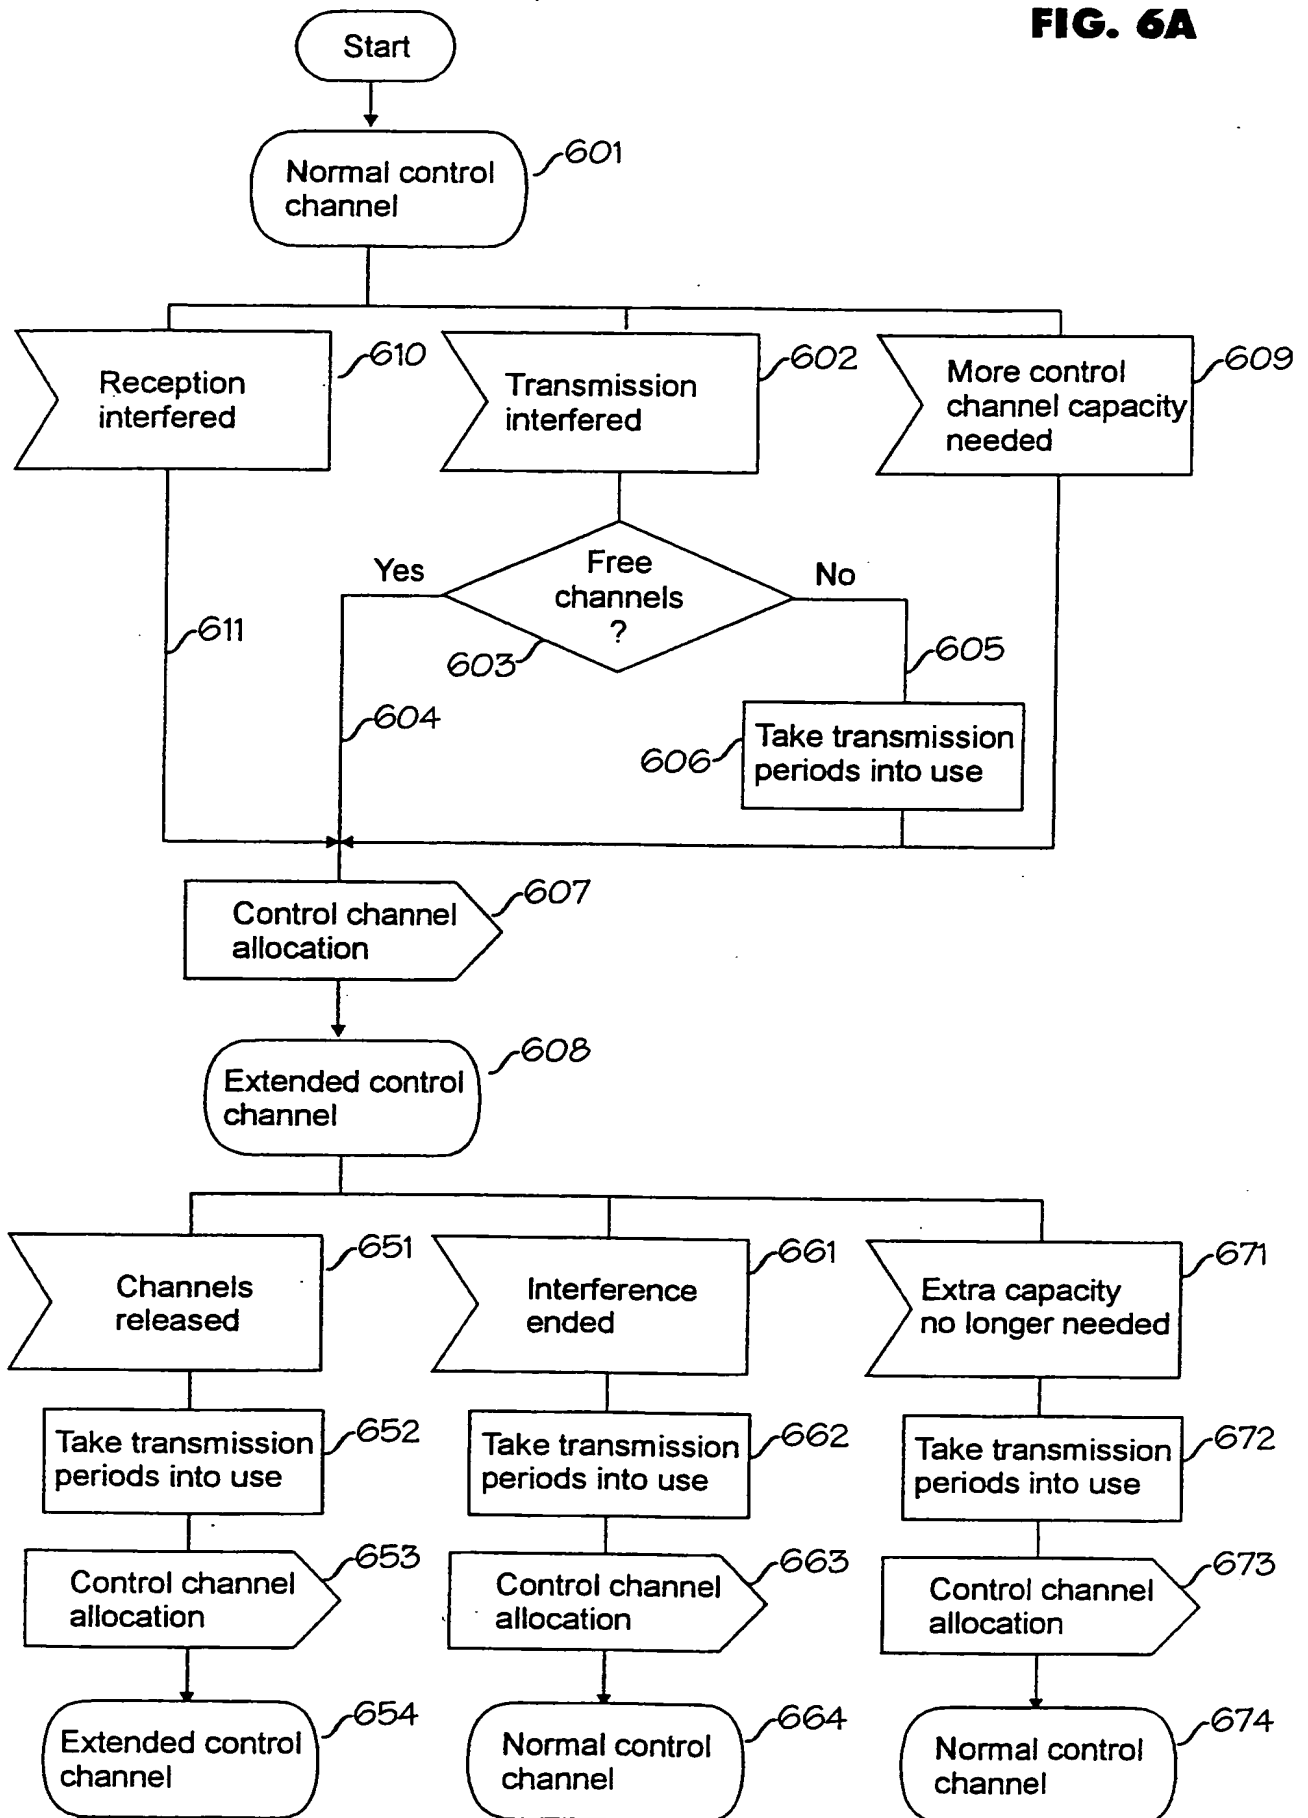 FIG. 6A
Start
Normal control
channel
601
Reception
interfered
610
Transmission
interfered
602
More control
channel capacity
needed
609
Yes
Free
channels
?
No
603
611
604
605
606
Take transmission
periods into use
Control channel
allocation
607
Extended control
channel
608
Channels
released
651
Interference
ended
661
Extra capacity
no longer needed
671
Take transmission
periods into use
652
Take transmission
periods into use
662
Take transmission
periods into use
672
Control channel
allocation
653
Control channel
allocation
663
Control channel
allocation
673
Extended control
channel
654
Normal control
channel
664
Normal control
channel
674